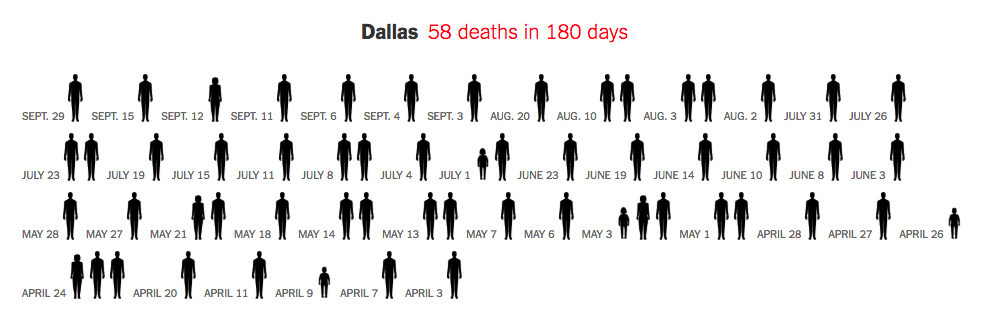 Dallas 58 deaths in 180 days
SEPT. 29 SEPT. 15 SEPT. 12 SEPT. 11 SEPT. 6 SEPT. 4 SEPT. 3 AUG. 20 AUG. 10 AUG. 3 AUG. 2 JULY 31 JULY 26
JULY 23 JULY 19 JULY 15 JULY 11 JULY 8 JULY 4 JULY 1 JUNE 23 JUNE 19 JUNE 14 JUNE 10 JUNE 8 JUNE 3
MAY 28 MAY 27 MAY 21 MAY 18 MAY 14 MAY 13 MAY 7 MAY 6 MAY 3 MAY 1 APRIL 28 APRIL 27 APRIL 26
APRIL 24 APRIL 20 APRIL 11 APRIL 9 APRIL 7 APRIL 3